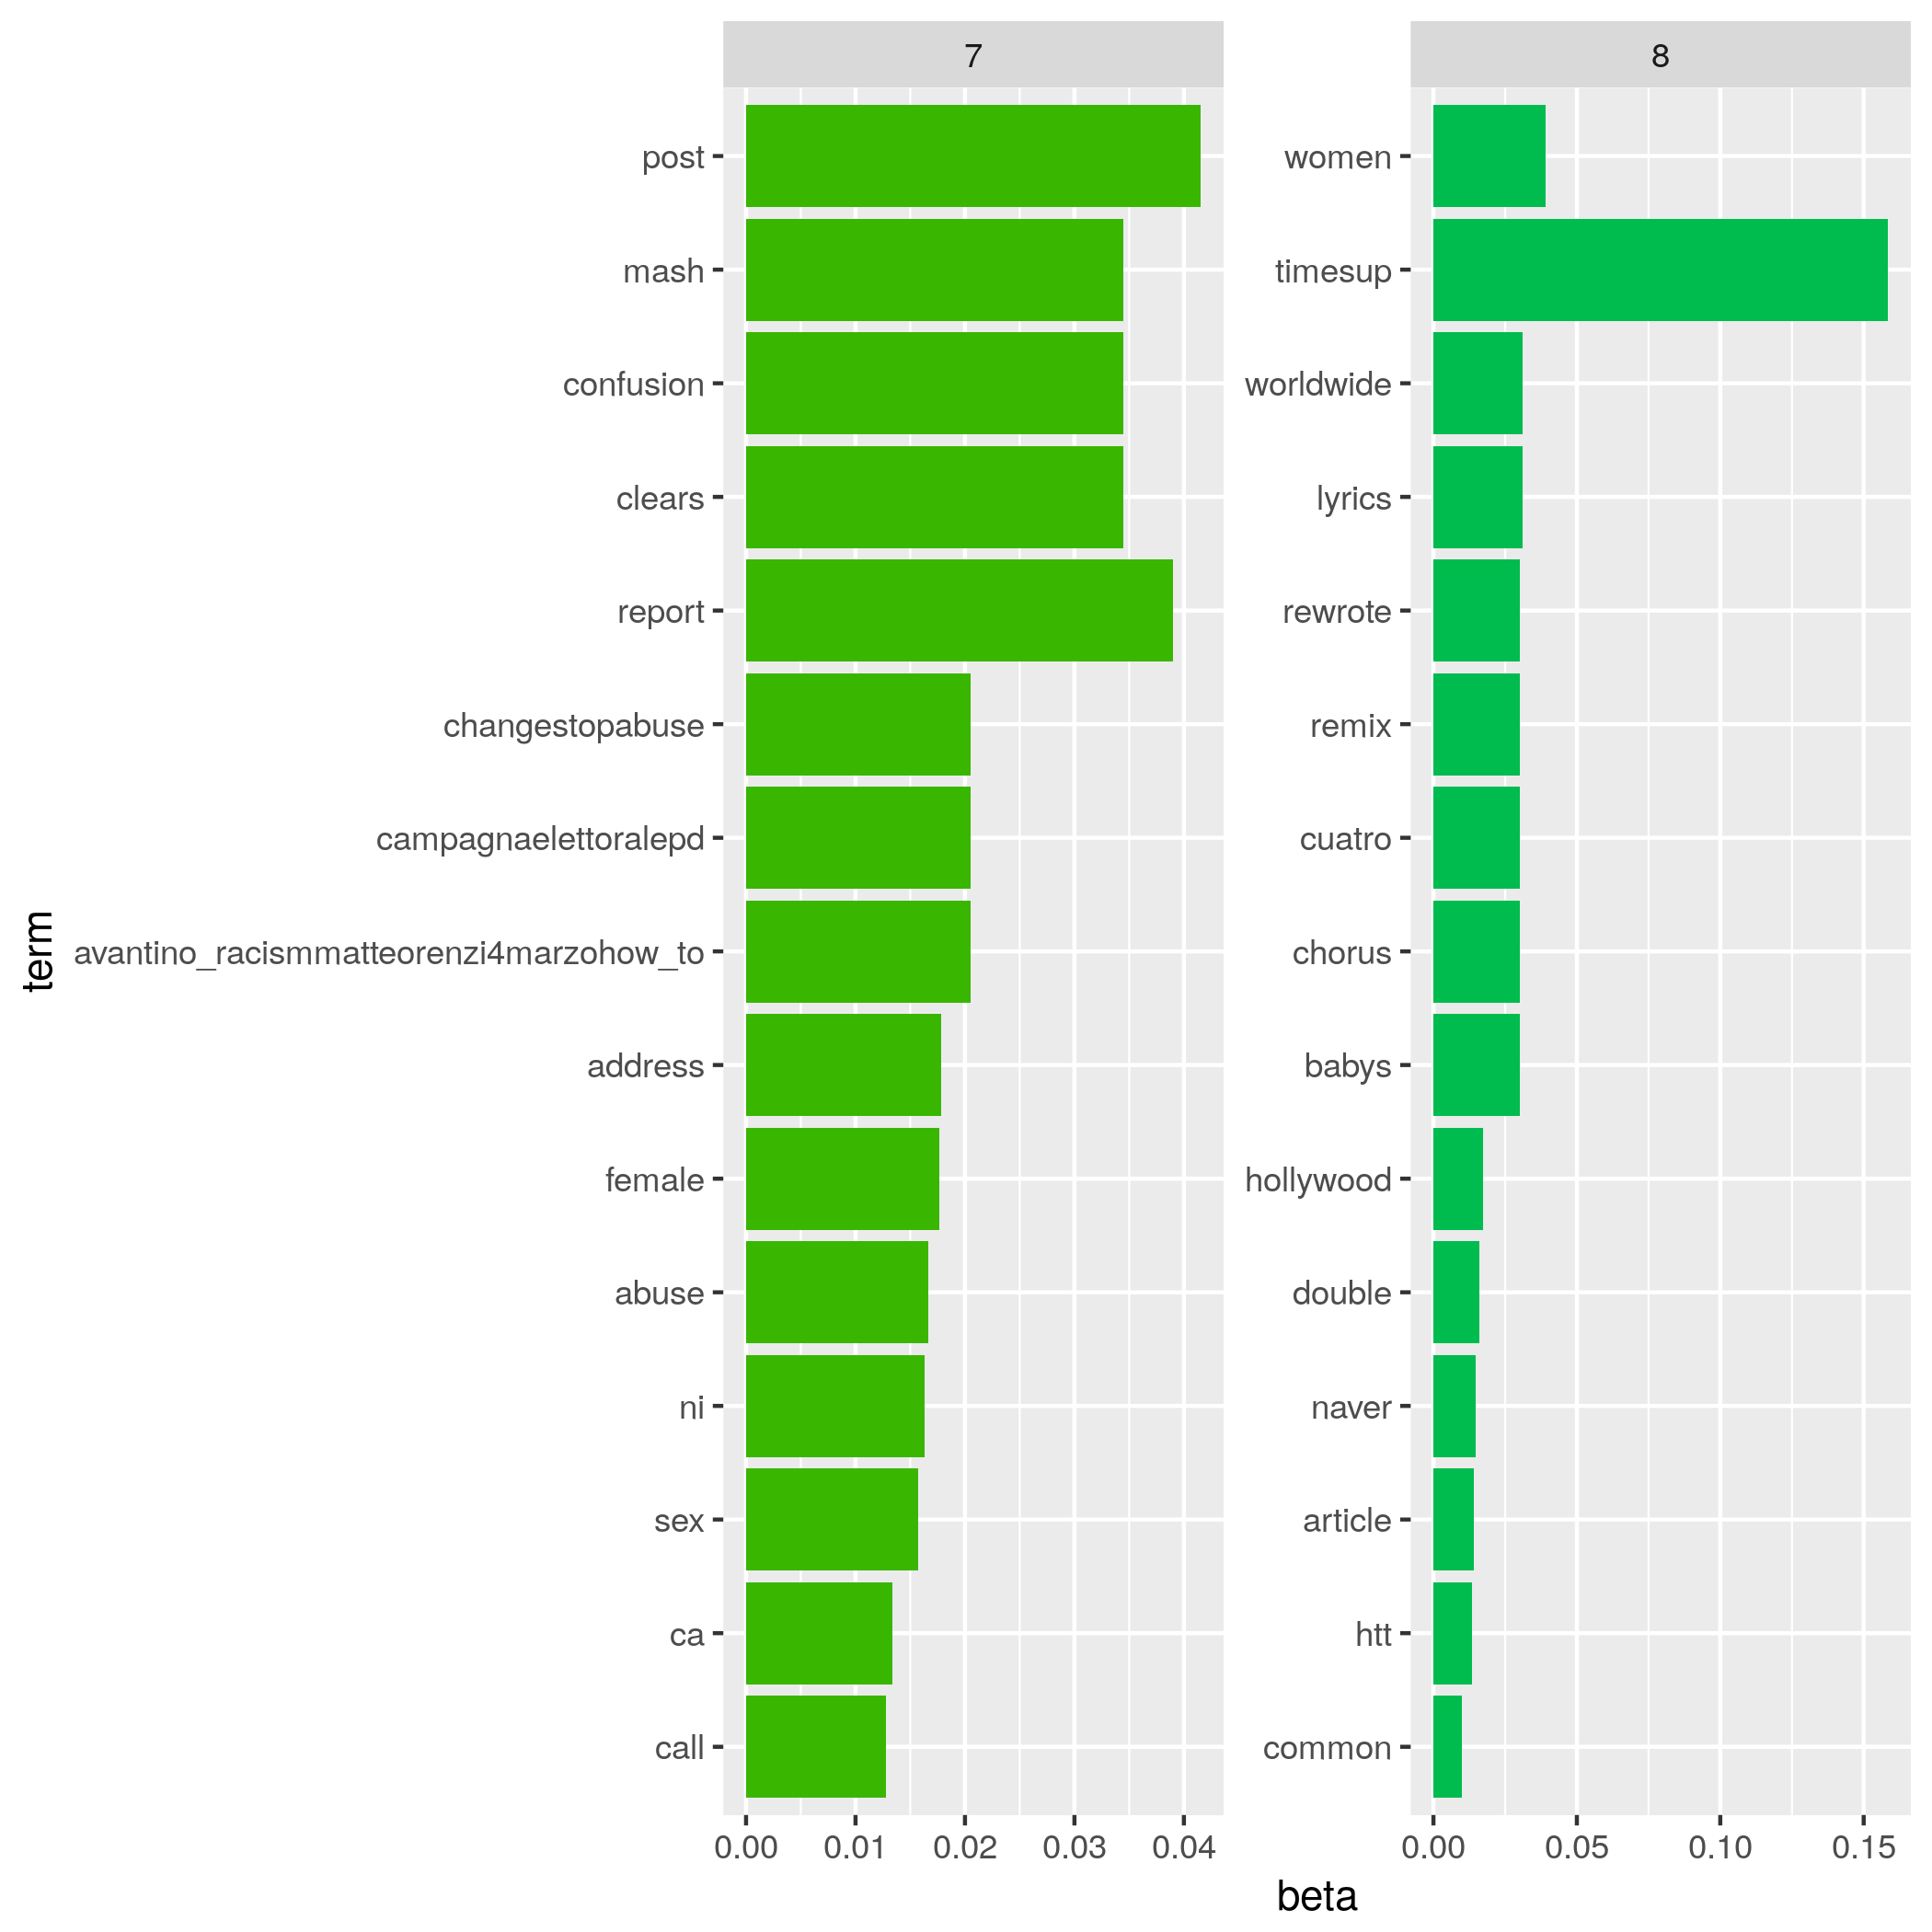 7
post
mash
confusion
clears
report
changestopabuse
campagnaelettoralepd
avantino_racismmatteorenzi4marzohow_to
address
female
abuse
ni
sex
ca
call
0.00 0.01 0.02 0.03 0.04
8
women
timesup
worldwide
lyrics
rewrote
remix
cuatro
chorus
babys
hollywood
double
naver
article
htt
common
0.00 0.05 0.10 0.15
term
beta